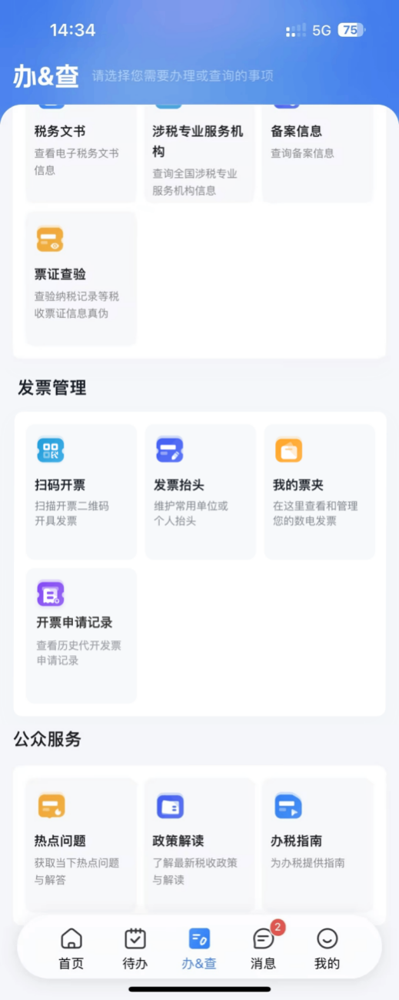 14:34
5G
75
办&查 请选择您需要办理或查询的事项
税务文书
查看电子税务文书
信息
涉税专业服务机
构
查询全国涉税专业
服务机构信息
备案信息
查询备案信息
票证查验
查验纳税记录等税
收票证信息真伪
发票管理
扫码开票
扫描开票二维码
开具发票
发票抬头
维护常用单位或
个人抬头
我的票夹
在这里查看和管理
您的数电发票
开票申请记录
查看历史代开发票
申请记录
公众服务
热点问题
获取当下热点问题
与解答
政策解读
了解最新税收政策
与解读
办税指南
为办税提供指南
首页
待办
办&查
2
消息
我的